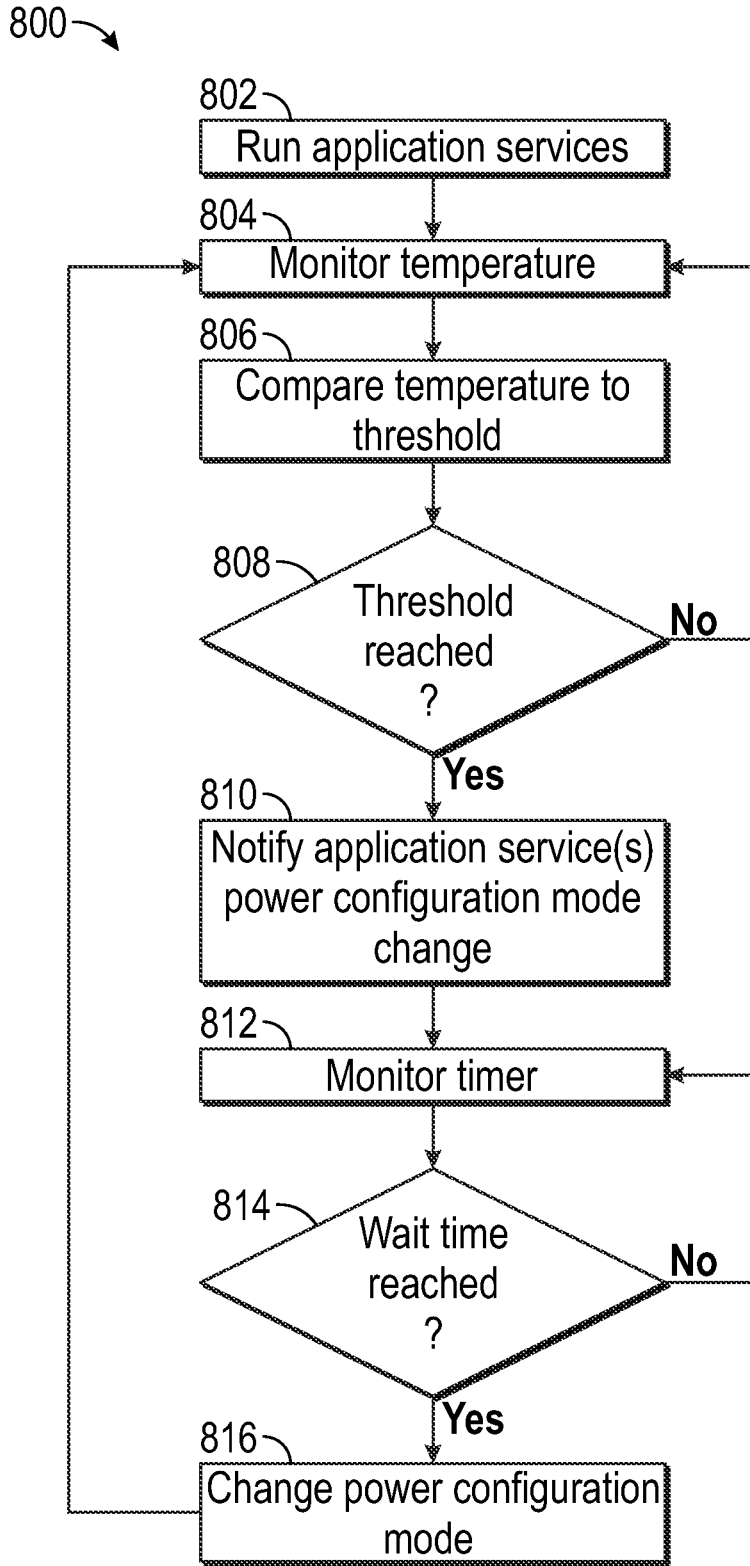 800
802
Run application services
804
Monitor temperature
806
Compare temperature to
threshold
808
Threshold
reached
?
No
Yes
810
Notify application service(s)
power configuration mode
change
812
Monitor timer
814
Wait time
reached
?
No
Yes
816
Change power configuration
mode